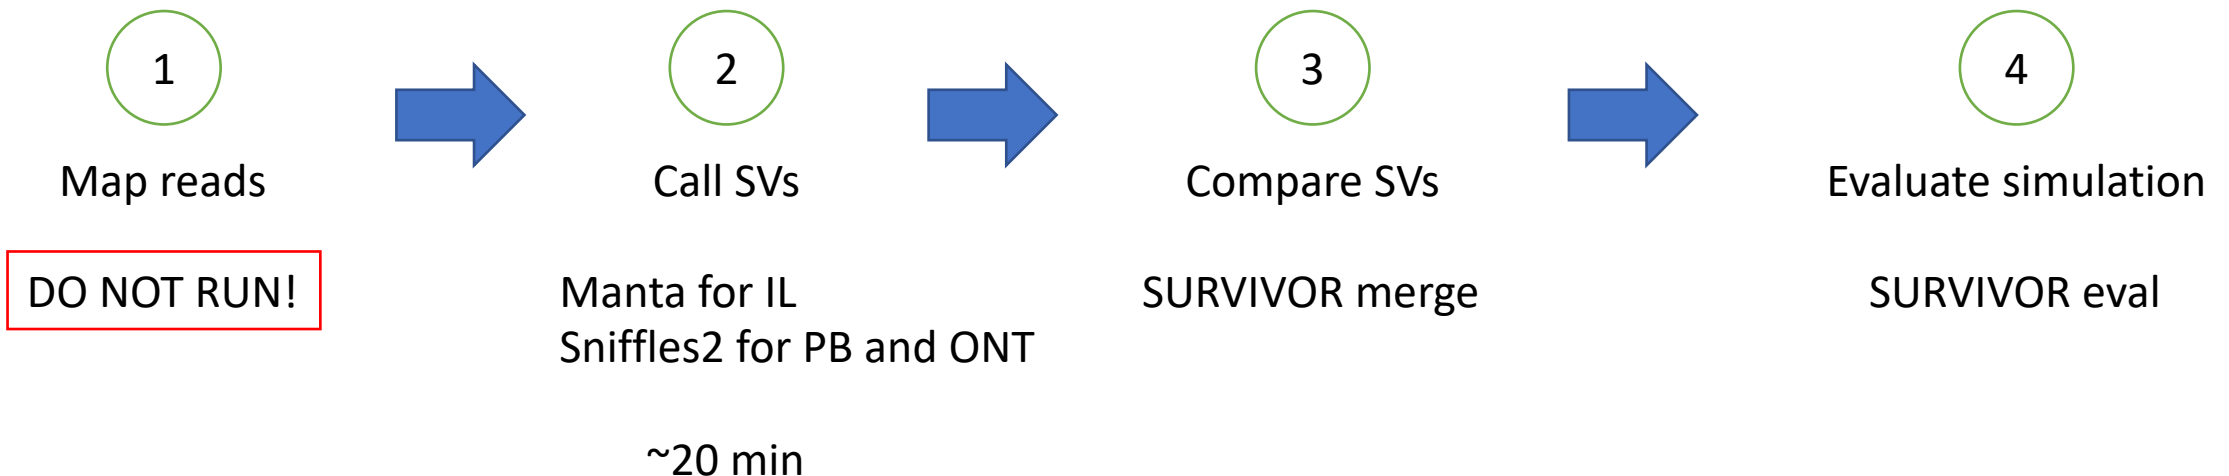 1
Map reads
DO NOT RUN!
2
Call SVs
Manta for IL
Sniffles2 for PB and ONT
~20 min
3
Compare SVs
SURVIVOR merge
4
Evaluate simulation
SURVIVOR eval